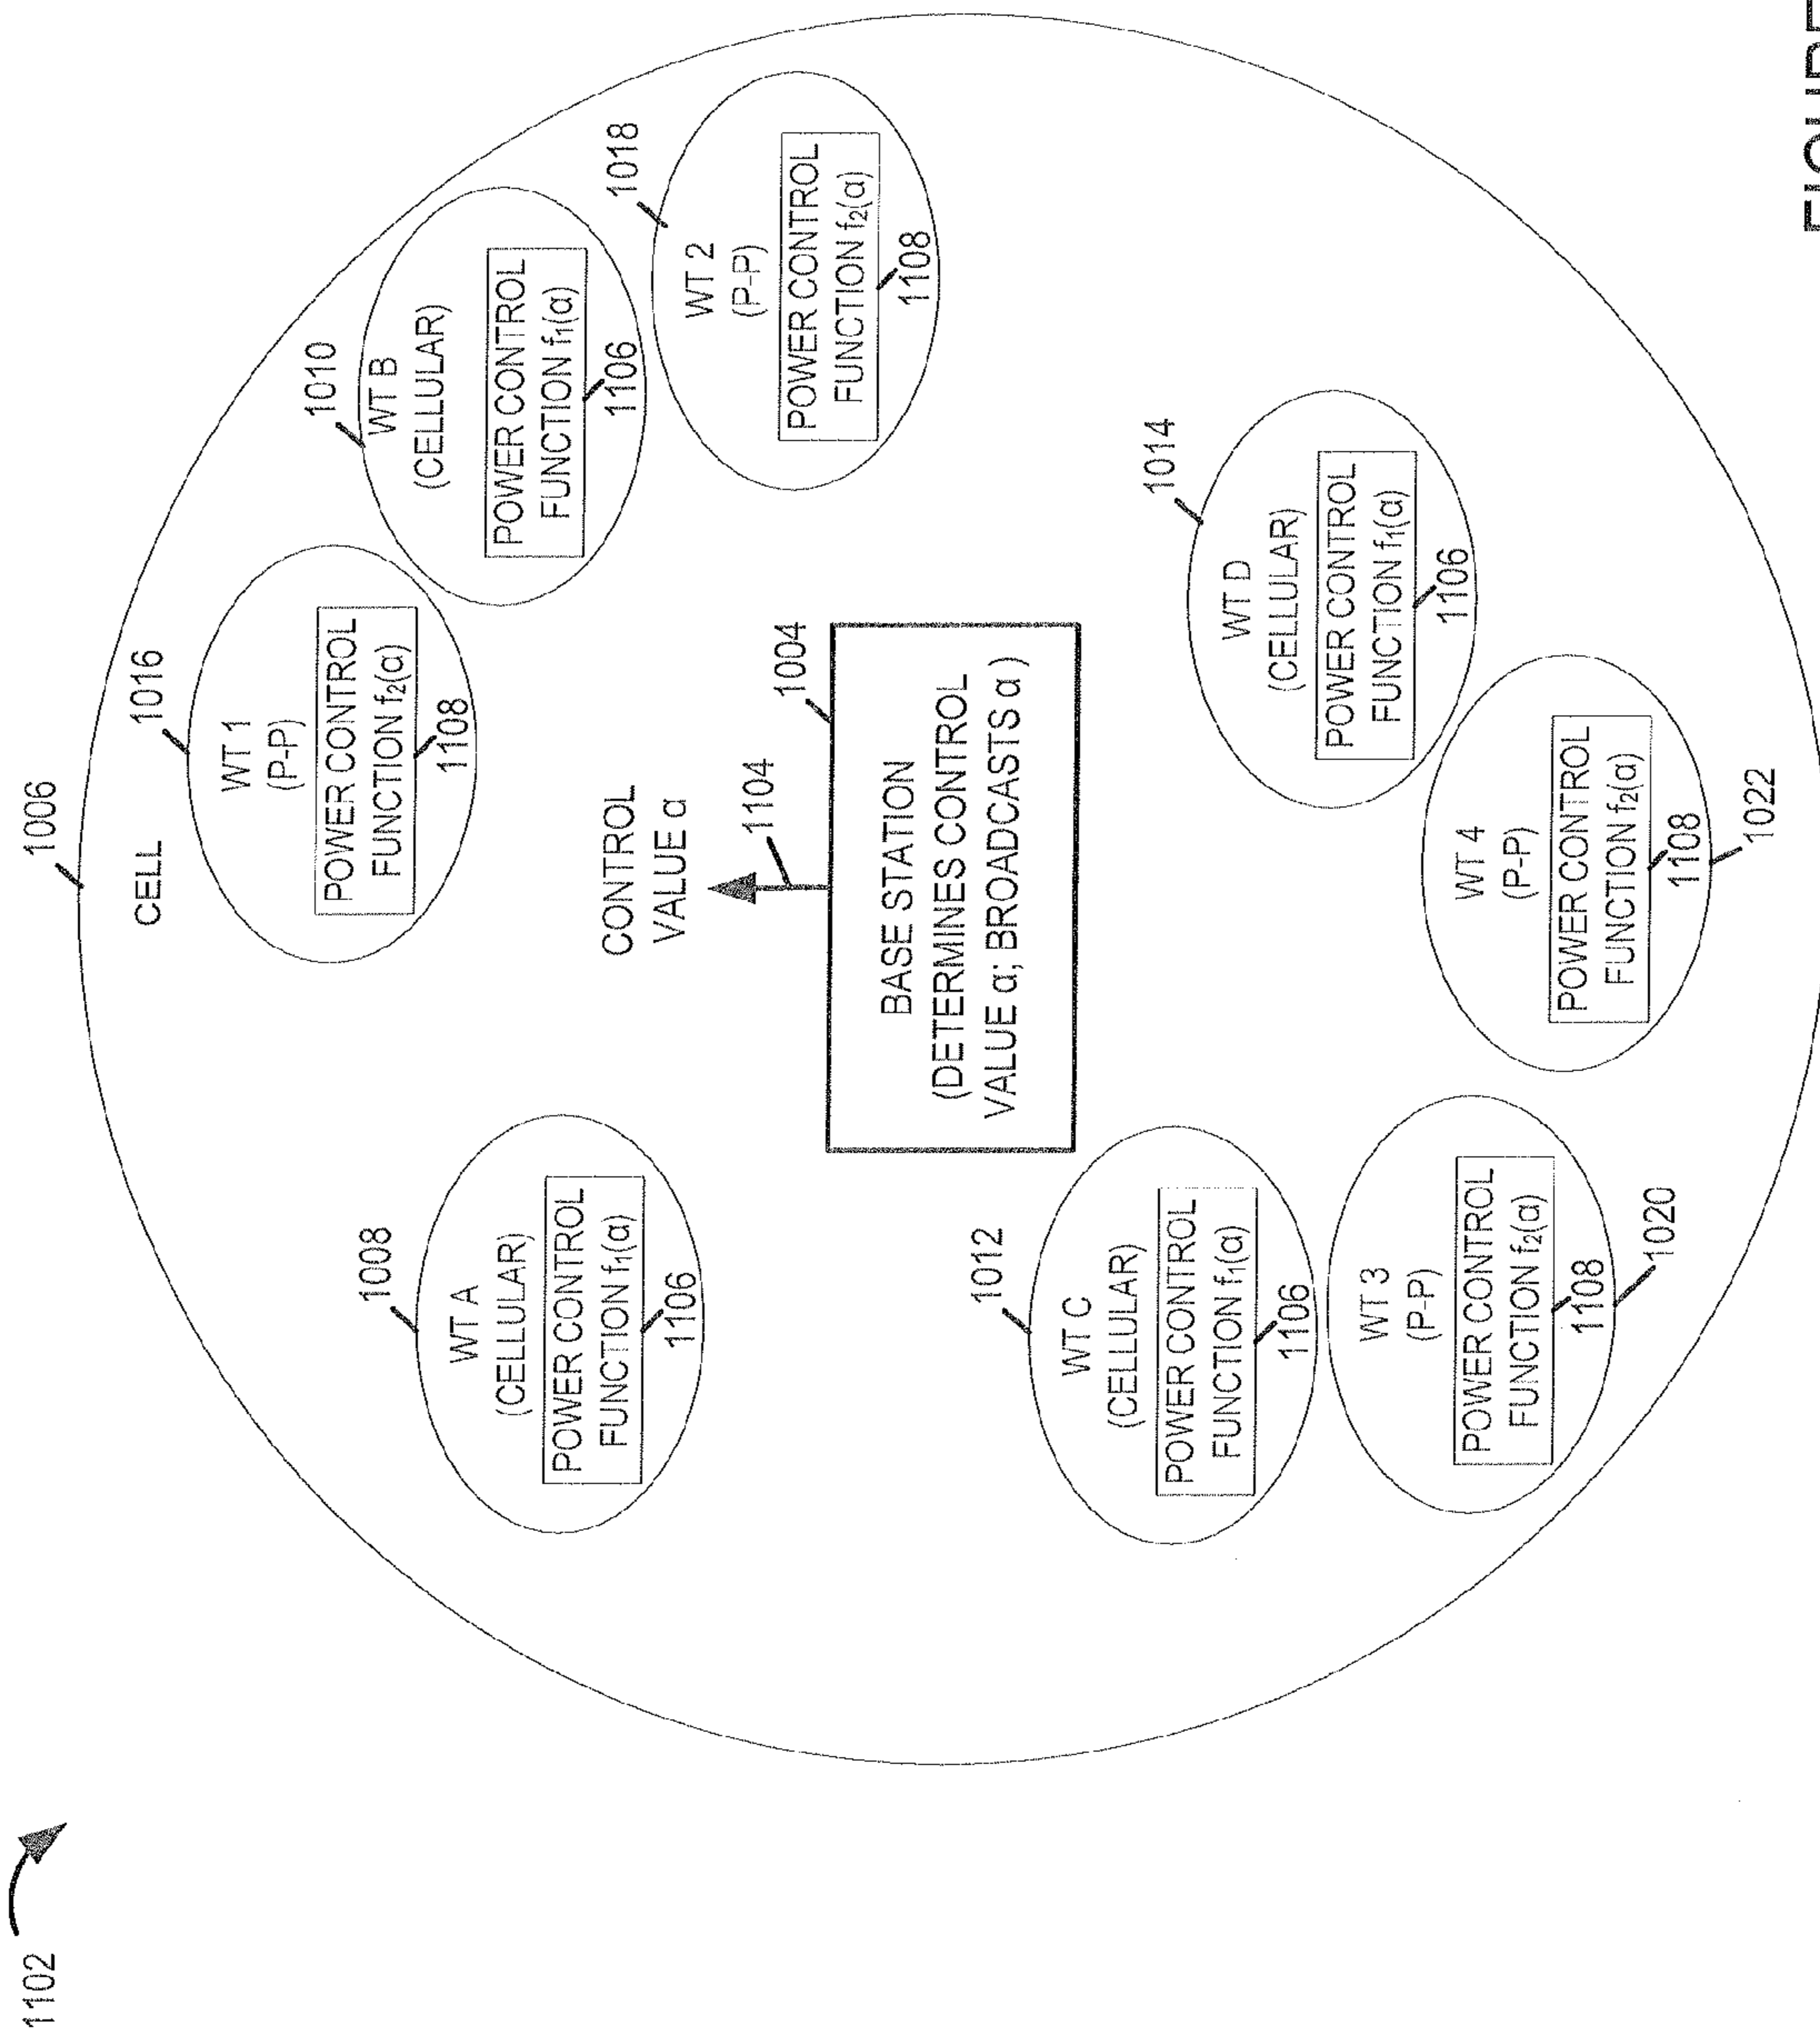 1102
1006
CELL
1016
WT 1
(P-P)
POWER CONTROL
FUNCTION f₂(α)
1108
1010
WT B
(CELLULAR)
POWER CONTROL
FUNCTION f₁(α)
1106
1018
WT 2
(P-P)
POWER CONTROL
FUNCTION f₂(α)
1108
1008
WT A
(CELLULAR)
POWER CONTROL
FUNCTION f₁(α)
1106
CONTROL
VALUE α
1104
1004
BASE STATION
(DETERMINES CONTROL
VALUE α; BROADCASTS α )
1012
WT C
(CELLULAR)
POWER CONTROL
FUNCTION f₁(α)
1106
1014
WT D
(CELLULAR)
POWER CONTROL
FUNCTION f₁(α)
1106
WT 3
(P-P)
POWER CONTROL
FUNCTION f₂(α)
1108
1020
WT 4
(P-P)
POWER CONTROL
FUNCTION f₂(α)
1108
1022